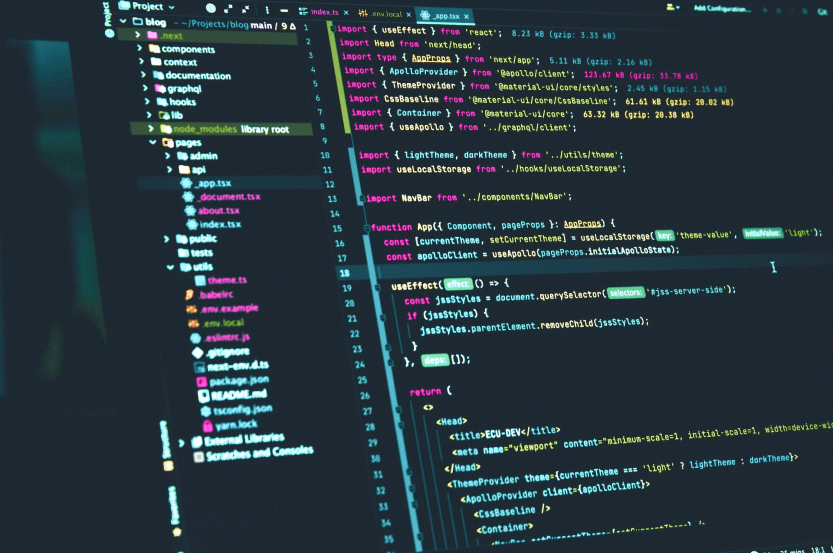 Project
Project
blog ~/Projects/blog main / 9 Δ
.next
components
context
documentation
graphql
hooks
lib
node_modules library root
pages
admin
api
_app.tsx
_document.tsx
about.tsx
index.tsx
public
tests
utils
theme.ts
.babelrc
.env.example
.env.local
.eslintrc.js
.gitignore
next-env.d.ts
package.json
README.md
tsconfig.json
yarn.lock
External Libraries
Scratches and Consoles
index.ts × .env.local × _app.tsx ×
Add Configuration...
1 import { useEffect } from 'react'; 8.23 kB (gzip: 3.33 kB)
2 import Head from 'next/head';
3 import type { AppProps } from 'next/app'; 5.11 kB (gzip: 2.16 kB)
4 import { ApolloProvider } from '@apollo/client'; 123.67 kB (gzip: 33.78 kB)
5 import { ThemeProvider } from '@material-ui/core/styles'; 2.45 kB (gzip: 1.15 kB)
6 import CssBaseline from '@material-ui/core/CssBaseline'; 61.61 kB (gzip: 20.02 kB)
7 import { Container } from '@material-ui/core'; 63.32 kB (gzip: 20.38 kB)
8 import { useApollo } from '../graphql/client';
9
10 import { lightTheme, darkTheme } from '../utils/theme';
11 import useLocalStorage from '../hooks/useLocalStorage';
12
13 import NavBar from '../components/NavBar';
14
15 function App({ Component, pageProps }: AppProps) {
16 const [currentTheme, setCurrentTheme] = useLocalStorage( key: 'theme-value', initialValue: 'light');
17 const apolloClient = useApollo(pageProps.initialApolloState);
18
19 useEffect( effect: () => {
20 const jssStyles = document.querySelector( selectors: '#jss-server-side');
21 if (jssStyles) {
22 jssStyles.parentElement.removeChild(jssStyles);
23 }
24 }, deps: []);
25
26 return (
27 <>
28 <Head>
29 <title>ECU-DEV</title>
30 <meta name="viewport" content="minimum-scale=1, initial-scale=1, width=device-wid
31 </Head>
32 <ThemeProvider theme={currentTheme === 'light' ? lightTheme : darkTheme}>
33 <ApolloProvider client={apolloClient}>
34 <CssBaseline />
35 <Container>